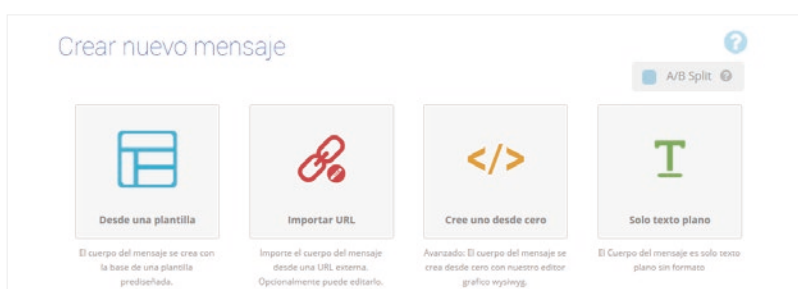 Crear nuevo mensaje
?
A/B Split ?
</>
T
Desde una plantilla
Importar URL
Cree uno desde cero
Solo texto plano
El cuerpo del mensaje se crea con
la base de una plantilla
prediseñada.
Importe el cuerpo del mensaje
desde una URL externa.
Opcionalmente puede editarlo.
Avanzado: El cuerpo del mensaje se
crea desde cero con nuestro editor
grafico wysiwyg.
El Cuerpo del mensaje es solo texto
plano sin formato